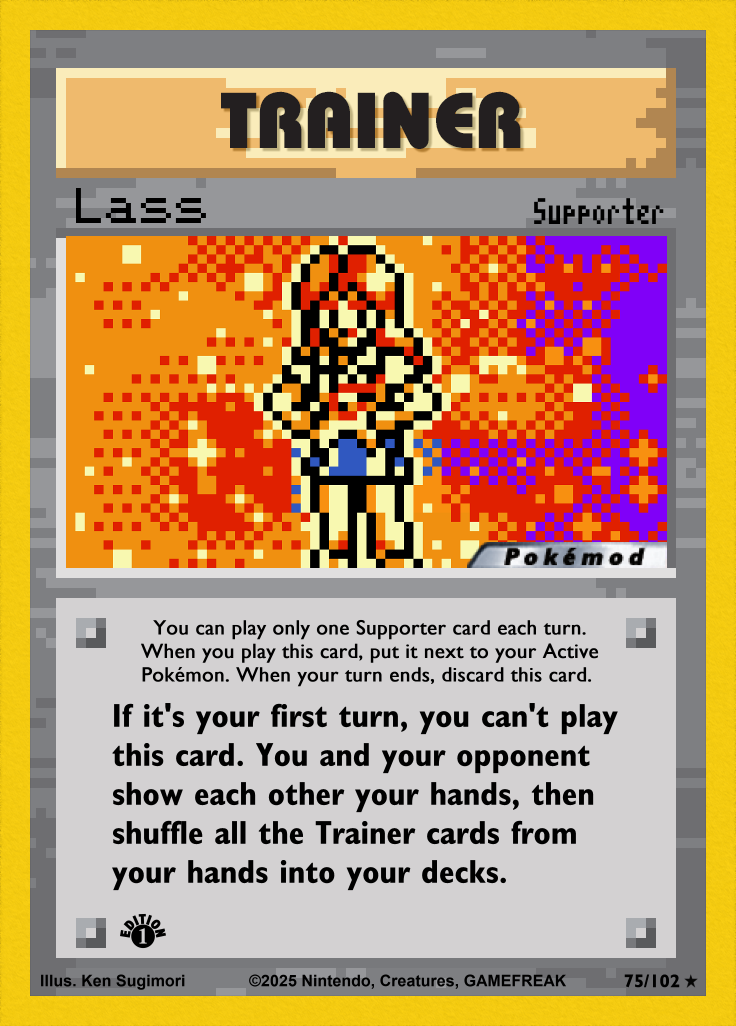 TRAINER
Lass
Supporter
Pokémod
You can play only one Supporter card each turn.
When you play this card, put it next to your Active
Pokémon. When your turn ends, discard this card.
If it's your first turn, you can't play
this card. You and your opponent
show each other your hands, then
shuffle all the Trainer cards from
your hands into your decks.
EDITION
1
Illus. Ken Sugimori ©2025 Nintendo, Creatures, GAMEFREAK 75/102 ★